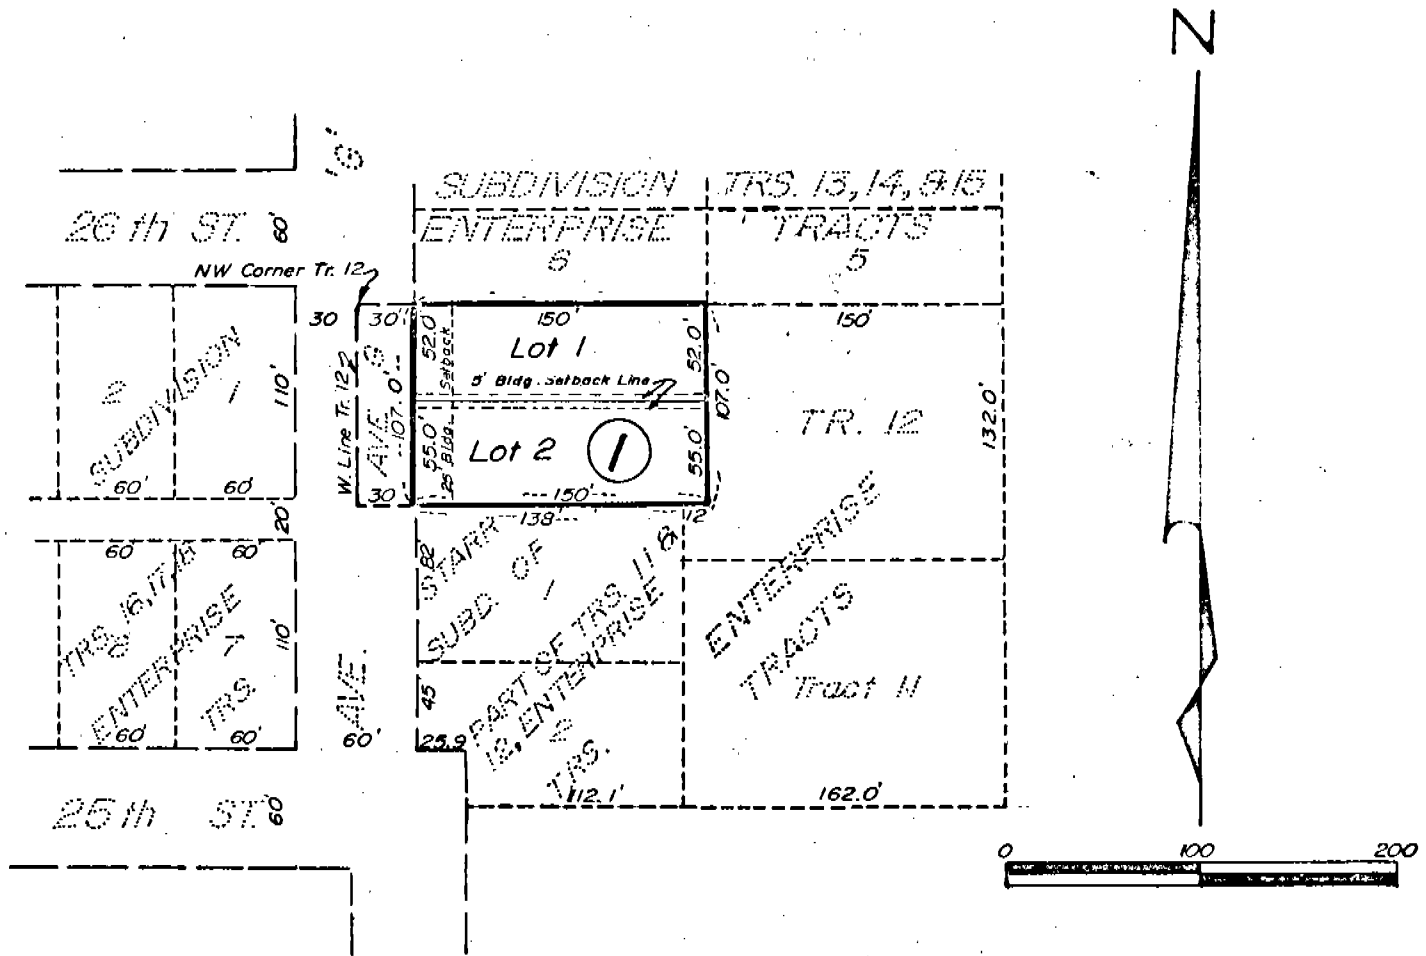 N
'G'
SUBDIVISION TRS. 13, 14, & 15
26 th ST. 60'
ENTERPRISE TRACTS
6 5
NW Corner Tr. 12
30 30' 150' 150'
52.0' Setback 52.0'
Lot 1
5' Bldg. Setback Line
W. Line Tr. 12
AVE G
107.0' 107.0'
2 SUBDIVISION 1
110'
TR. 12
132.0'
55.0' 25' Bldg. 55.0'
Lot 2 1
60' 60'
30 150'
138' 12
20'
60' 60'
82
STARR
SUBD. OF
1
PART OF TRS. 11 &
12, ENTERPRISE
2
TRS.
ENTERPRISE
TRACTS
TRS. 16, 17, 18
8
ENTERPRISE 7
TRS.
110'
Tract N
45
AVE.
60' 60' 60' 25.9
112.1' 162.0'
25 th ST. 60'
0 100 200